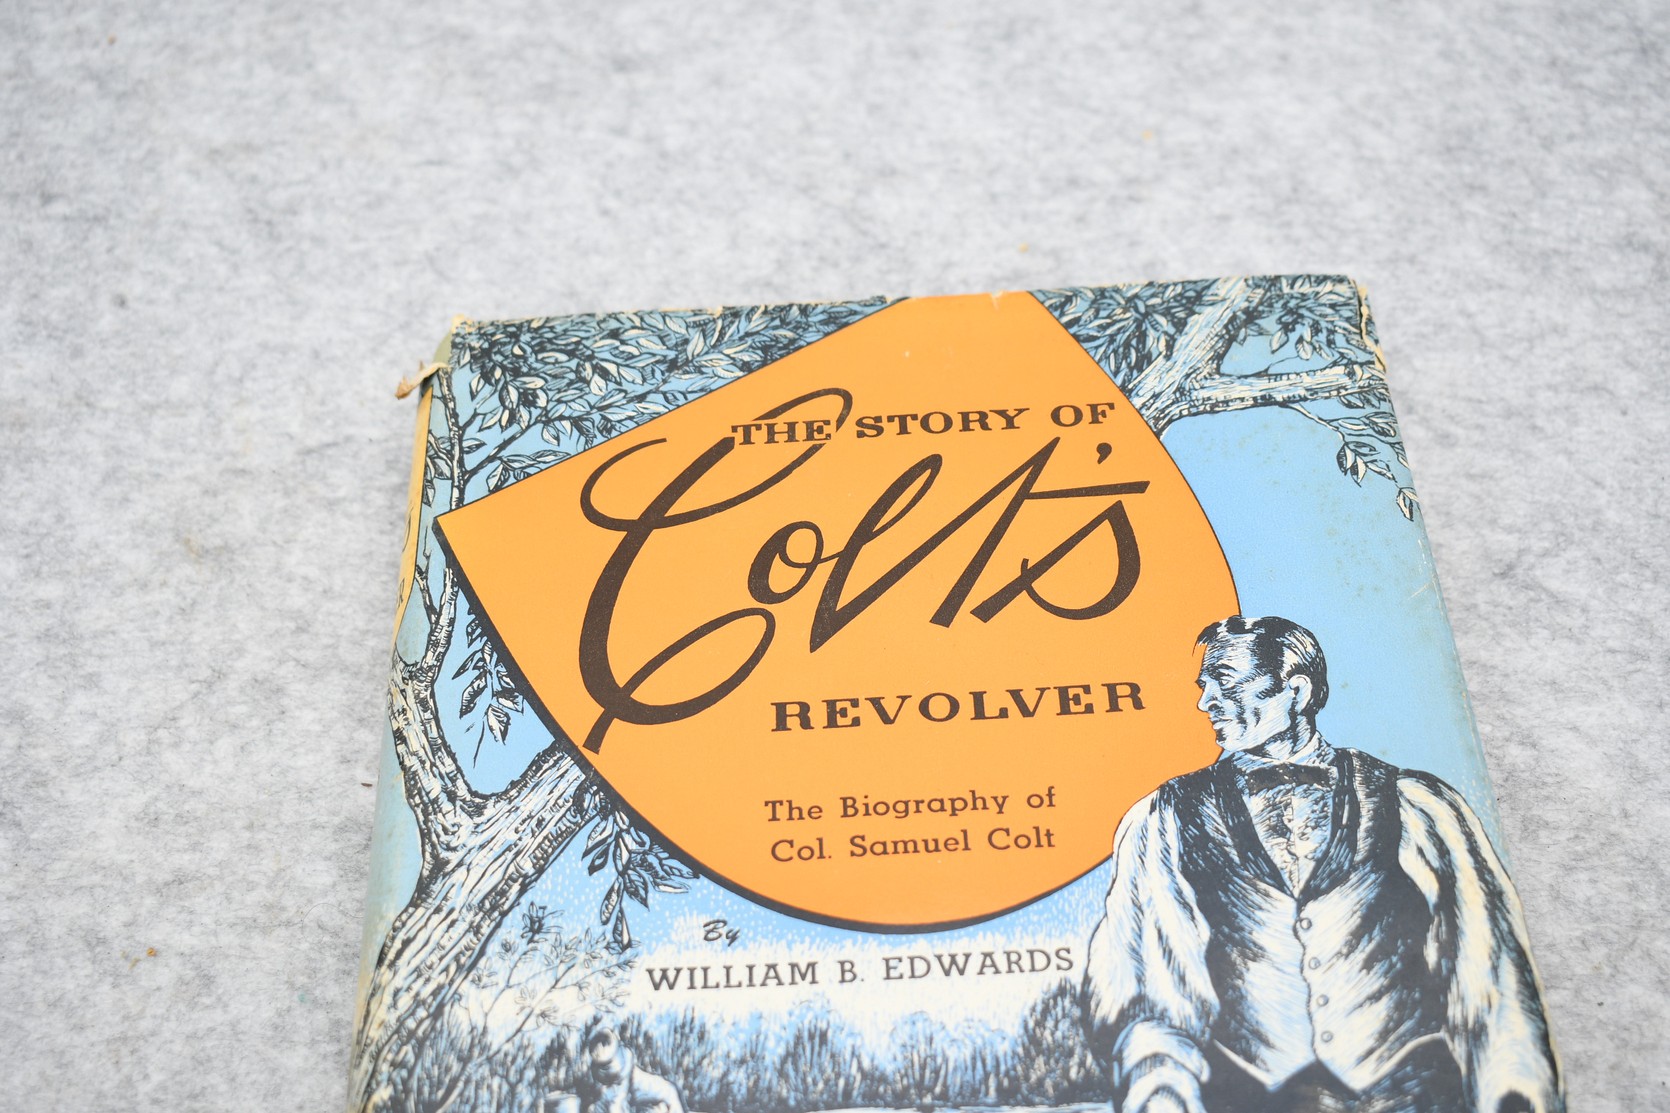 THE STORY OF
Colt's
REVOLVER
The Biography of
Col. Samuel Colt
By
WILLIAM B. EDWARDS